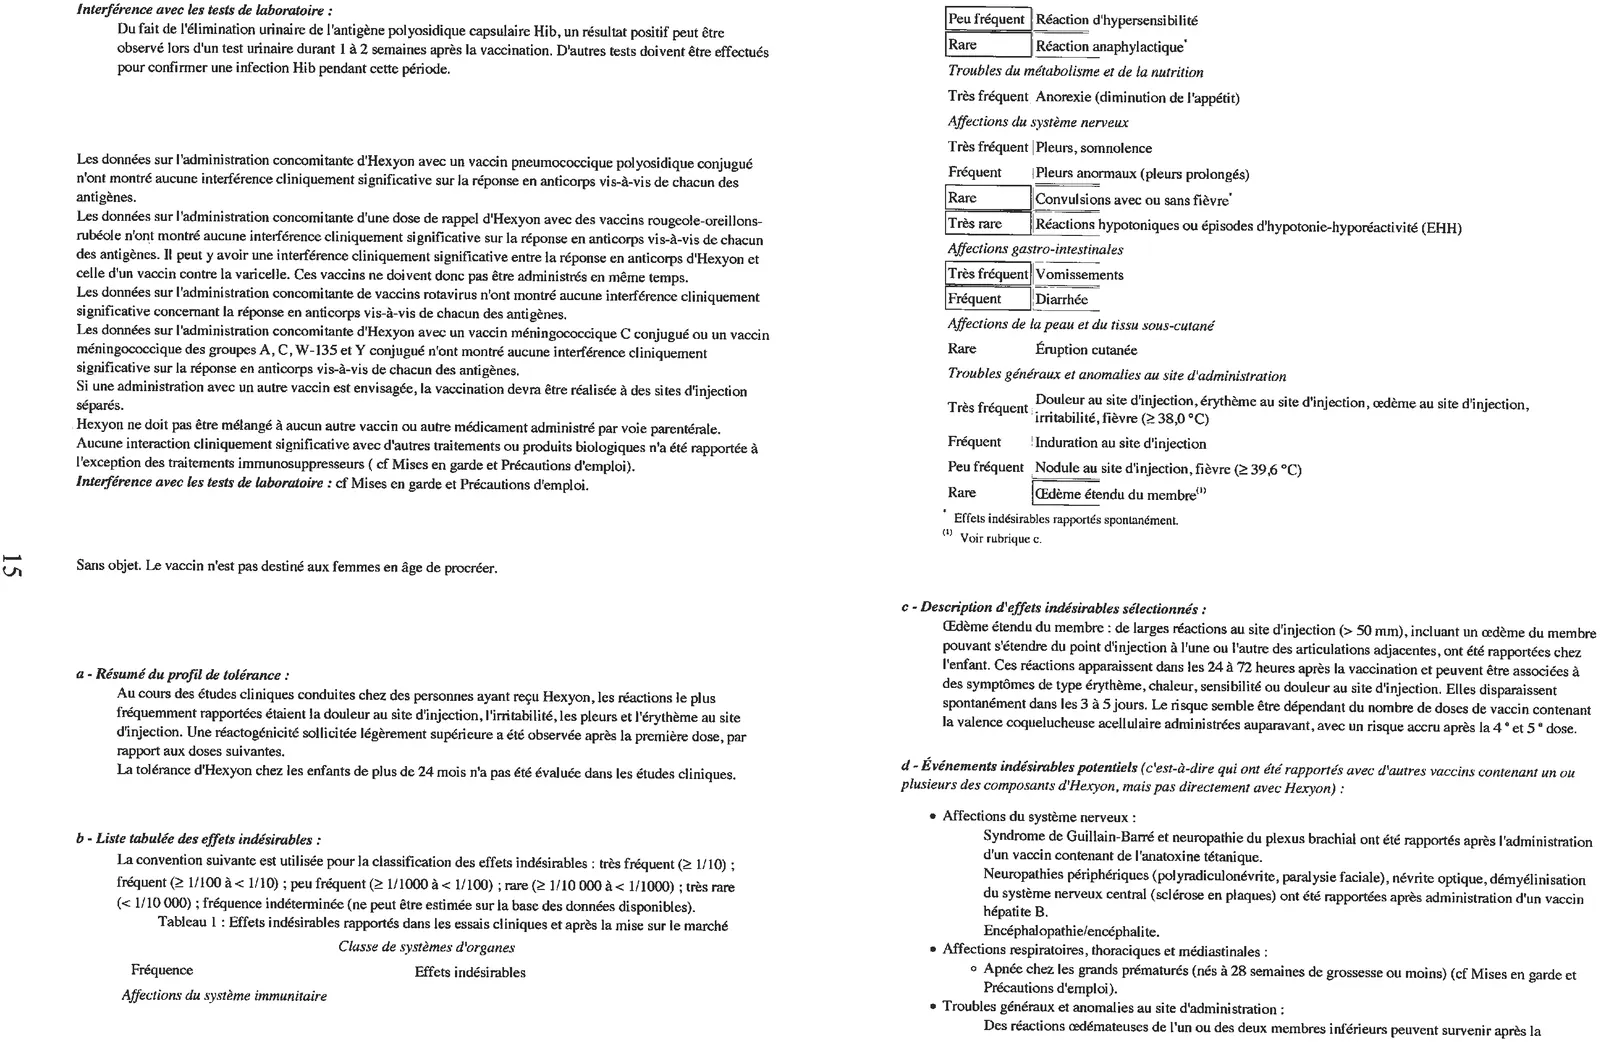 Interférence avec les tests de laboratoire :
Du fait de l'élimination urinaire de l'antigène polyosidique capsulaire Hib, un résultat positif peut être
observé lors d'un test urinaire durant 1 à 2 semaines après la vaccination. D'autres tests doivent être effectués
pour confirmer une infection Hib pendant cette période.
Les données sur l'administration concomitante d'Hexyon avec un vaccin pneumococcique polyosidique conjugué
n'ont montré aucune interférence cliniquement significative sur la réponse en anticorps vis-à-vis de chacun des
antigènes.
Les données sur l'administration concomitante d'une dose de rappel d'Hexyon avec des vaccins rougeole-oreillons-
rubéole n'ont montré aucune interférence cliniquement significative sur la réponse en anticorps vis-à-vis de chacun
des antigènes. Il peut y avoir une interférence cliniquement significative entre la réponse en anticorps d'Hexyon et
celle d'un vaccin contre la varicelle. Ces vaccins ne doivent donc pas être administrés en même temps.
Les données sur l'administration concomitante de vaccins rotavirus n'ont montré aucune interférence cliniquement
significative concernant la réponse en anticorps vis-à-vis de chacun des antigènes.
Les données sur l'administration concomitante d'Hexyon avec un vaccin méningococcique C conjugué ou un vaccin
méningococcique des groupes A, C, W-135 et Y conjugué n'ont montré aucune interférence cliniquement
significative sur la réponse en anticorps vis-à-vis de chacun des antigènes.
Si une administration avec un autre vaccin est envisagée, la vaccination devra être réalisée à des sites d'injection
séparés.
Hexyon ne doit pas être mélangé à aucun autre vaccin ou autre médicament administré par voie parentérale.
Aucune interaction cliniquement significative avec d'autres traitements ou produits biologiques n'a été rapportée à
l'exception des traitements immunosuppresseurs ( cf Mises en garde et Précautions d'emploi).
Interférence avec les tests de laboratoire : cf Mises en garde et Précautions d'emploi.
15
Sans objet. Le vaccin n'est pas destiné aux femmes en âge de procréer.
a - Résumé du profil de tolérance :
Au cours des études cliniques conduites chez des personnes ayant reçu Hexyon, les réactions le plus
fréquemment rapportées étaient la douleur au site d'injection, l'irritabilité, les pleurs et l'érythème au site
d'injection. Une réactogénicité sollicitée légèrement supérieure a été observée après la première dose, par
rapport aux doses suivantes.
La tolérance d'Hexyon chez les enfants de plus de 24 mois n'a pas été évaluée dans les études cliniques.
b - Liste tabulée des effets indésirables :
La convention suivante est utilisée pour la classification des effets indésirables : très fréquent (≥ 1/10) ;
fréquent (≥ 1/100 à < 1/10) ; peu fréquent (≥ 1/1000 à < 1/100) ; rare (≥ 1/10 000 à < 1/1000) ; très rare
(< 1/10 000) ; fréquence indéterminée (ne peut être estimée sur la base des données disponibles).
Tableau 1 : Effets indésirables rapportés dans les essais cliniques et après la mise sur le marché
Classe de systèmes d'organes
Fréquence Effets indésirables
Affections du système immunitaire
Peu fréquent Réaction d'hypersensibilité
Rare Réaction anaphylactique*
Troubles du métabolisme et de la nutrition
Très fréquent Anorexie (diminution de l'appétit)
Affections du système nerveux
Très fréquent Pleurs, somnolence
Fréquent Pleurs anormaux (pleurs prolongés)
Rare Convulsions avec ou sans fièvre*
Très rare Réactions hypotoniques ou épisodes d'hypotonie-hyporéactivité (EHH)
Affections gastro-intestinales
Très fréquent Vomissements
Fréquent Diarrhée
Affections de la peau et du tissu sous-cutané
Rare Éruption cutanée
Troubles généraux et anomalies au site d'administration
Très fréquent Douleur au site d'injection, érythème au site d'injection, œdème au site d'injection,
irritabilité, fièvre (≥ 38,0 °C)
Fréquent Induration au site d'injection
Peu fréquent Nodule au site d'injection, fièvre (≥ 39,6 °C)
Rare Œdème étendu du membre(1)
* Effets indésirables rapportés spontanément.
(1) Voir rubrique c.
c - Description d'effets indésirables sélectionnés :
Œdème étendu du membre : de larges réactions au site d'injection (> 50 mm), incluant un œdème du membre
pouvant s'étendre du point d'injection à l'une ou l'autre des articulations adjacentes, ont été rapportées chez
l'enfant. Ces réactions apparaissent dans les 24 à 72 heures après la vaccination et peuvent être associées à
des symptômes de type érythème, chaleur, sensibilité ou douleur au site d'injection. Elles disparaissent
spontanément dans les 3 à 5 jours. Le risque semble être dépendant du nombre de doses de vaccin contenant
la valence coquelucheuse acellulaire administrées auparavant, avec un risque accru après la 4 e et 5 e dose.
d - Événements indésirables potentiels (c'est-à-dire qui ont été rapportés avec d'autres vaccins contenant un ou
plusieurs des composants d'Hexyon, mais pas directement avec Hexyon) :
• Affections du système nerveux :
Syndrome de Guillain-Barré et neuropathie du plexus brachial ont été rapportés après l'administration
d'un vaccin contenant de l'anatoxine tétanique.
Neuropathies périphériques (polyradiculonévrite, paralysie faciale), névrite optique, démyélinisation
du système nerveux central (sclérose en plaques) ont été rapportées après administration d'un vaccin
hépatite B.
Encéphalopathie/encéphalite.
• Affections respiratoires, thoraciques et médiastinales :
o Apnée chez les grands prématurés (nés à 28 semaines de grossesse ou moins) (cf Mises en garde et
Précautions d'emploi).
• Troubles généraux et anomalies au site d'administration :
Des réactions œdémateuses de l'un ou des deux membres inférieurs peuvent survenir après la